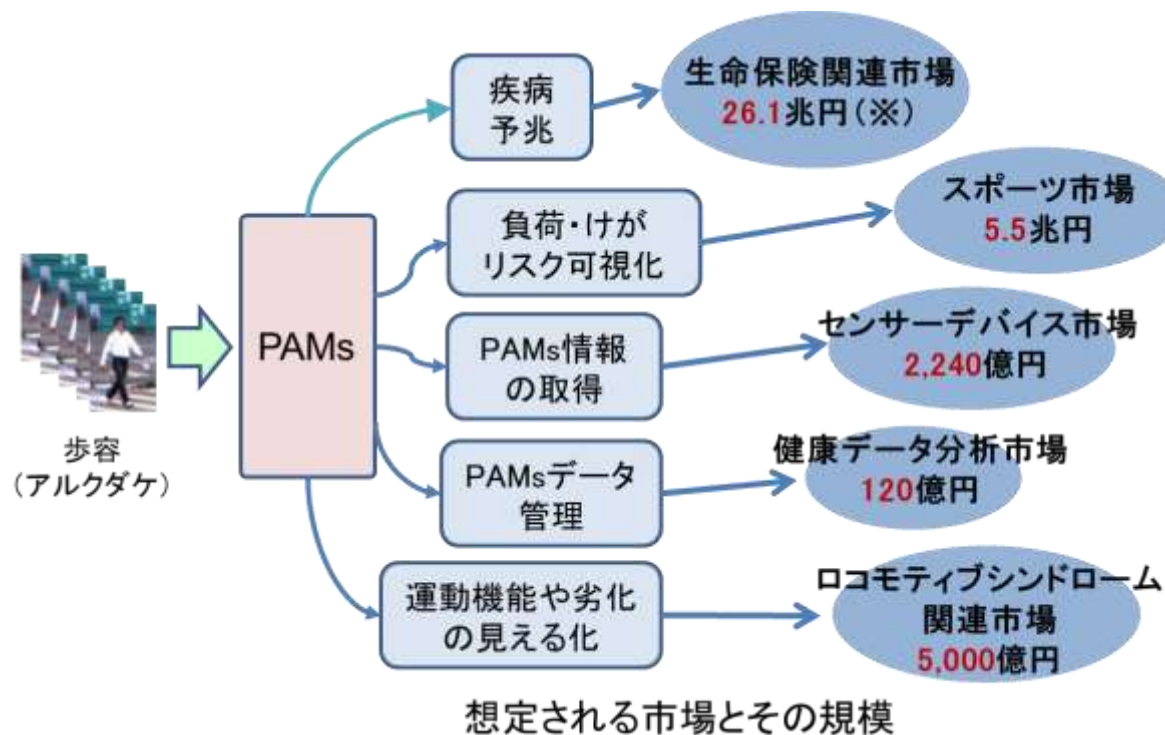 疾病
予兆
生命保険関連市場
26.1兆円(※)
負荷・けが
リスク可視化
スポーツ市場
5.5兆円
歩容
(アルクダケ)
PAMs
PAMs情報
の取得
センサーデバイス市場
2,240億円
PAMsデータ
管理
健康データ分析市場
120億円
運動機能や劣化
の見える化
ロコモティブシンドローム
関連市場
5,000億円
想定される市場とその規模